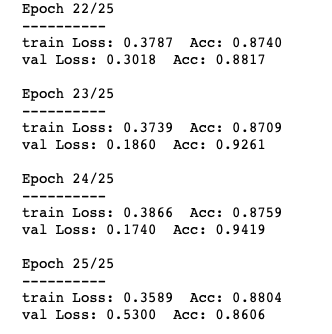 Epoch 22/25
----------
train Loss: 0.3787  Acc: 0.8740
val Loss: 0.3018  Acc: 0.8817
Epoch 23/25
----------
train Loss: 0.3739  Acc: 0.8709
val Loss: 0.1860  Acc: 0.9261
Epoch 24/25
----------
train Loss: 0.3866  Acc: 0.8759
val Loss: 0.1740  Acc: 0.9419
Epoch 25/25
----------
train Loss: 0.3589  Acc: 0.8804
val Loss: 0.5300  Acc: 0.8606